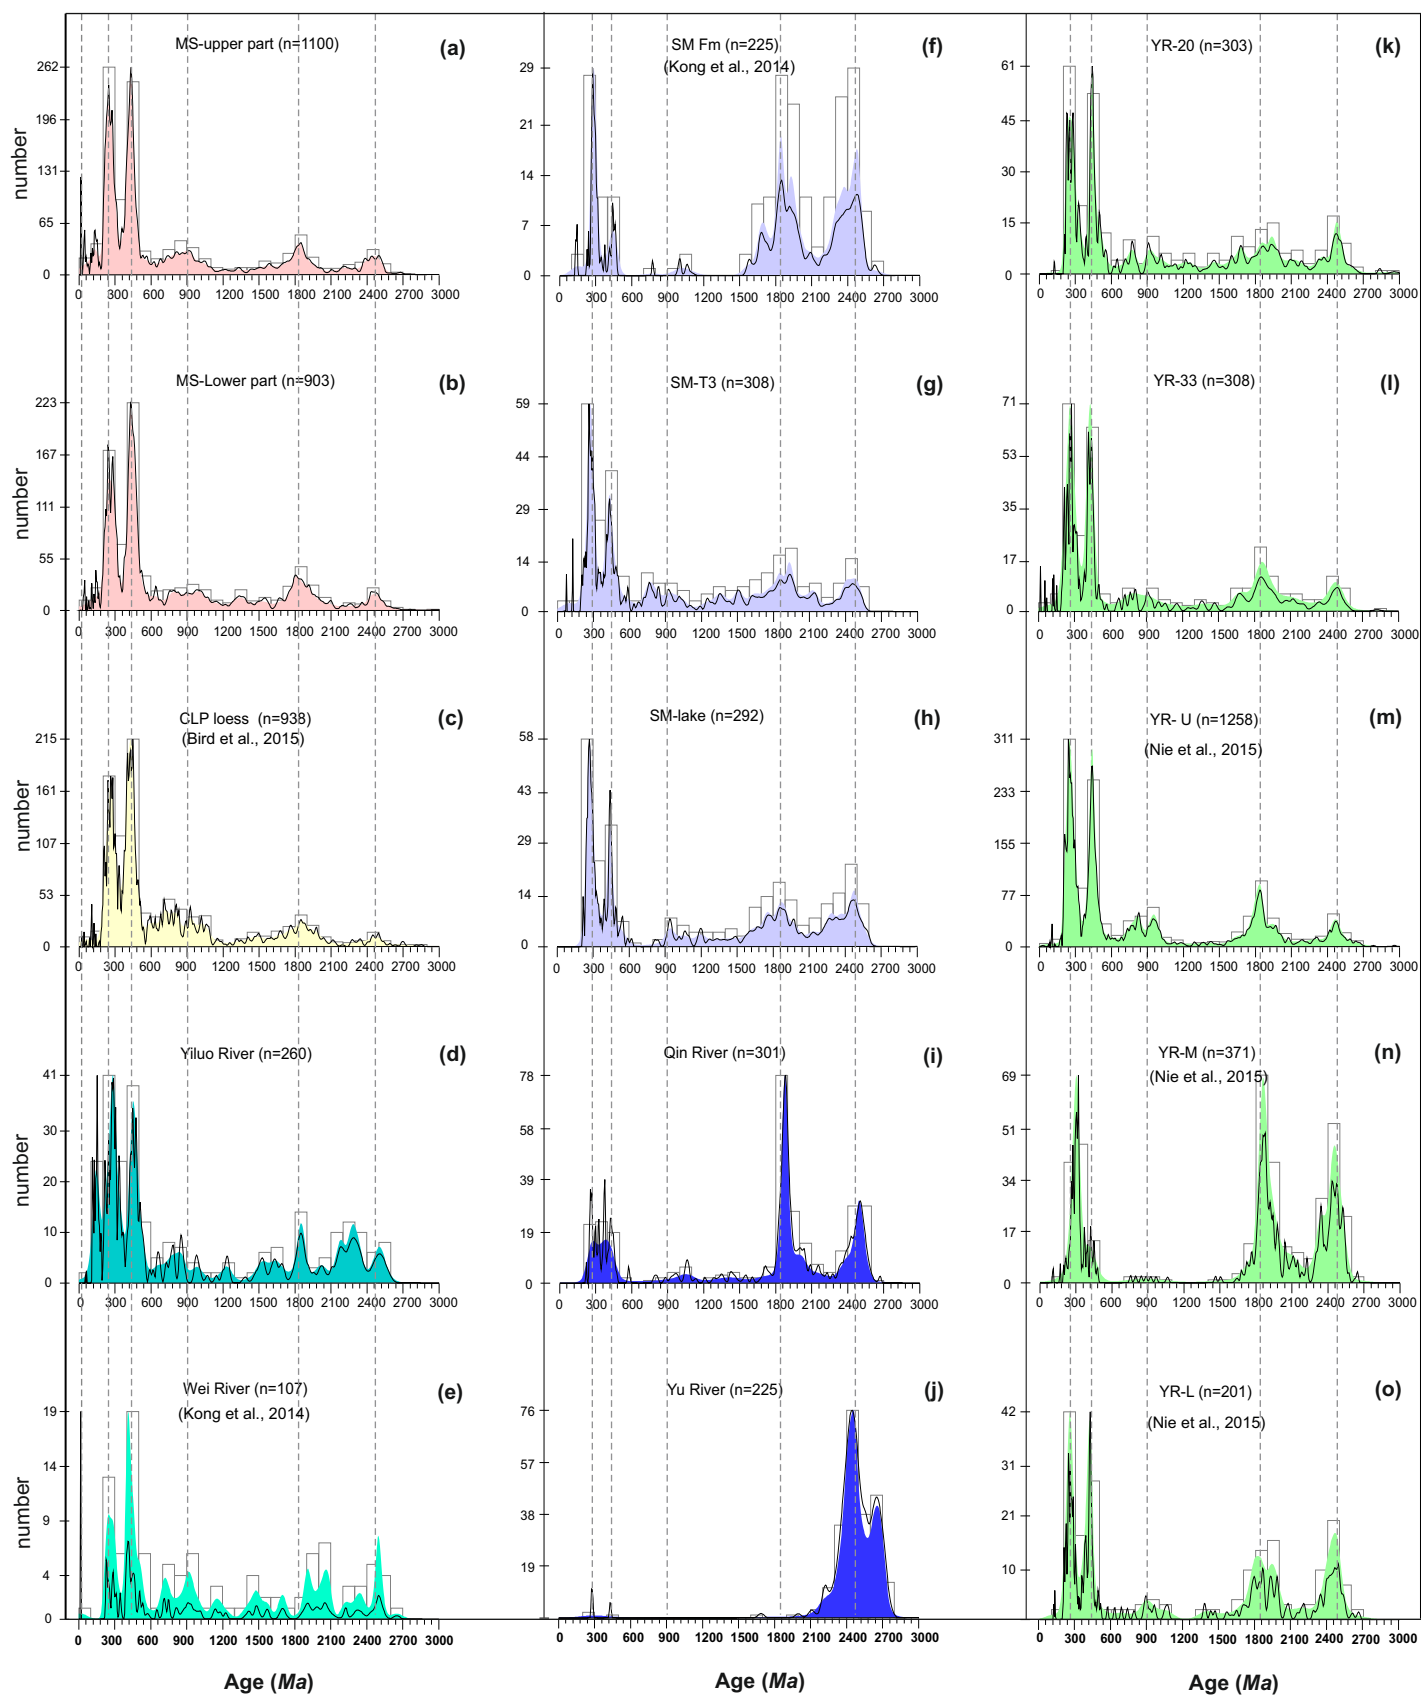 MS-upper part (n=1100)
(a)
number
262
196
131
65
0
0 300 600 900 1200 1500 1800 2100 2400 2700 3000
MS-Lower part (n=903)
(b)
number
223
167
111
55
0
0 300 600 900 1200 1500 1800 2100 2400 2700 3000
CLP loess (n=938)
(Bird et al., 2015)
(c)
number
215
161
107
53
0
0 300 600 900 1200 1500 1800 2100 2400 2700 3000
Yiluo River (n=260)
(d)
number
41
30
20
10
0
0 300 600 900 1200 1500 1800 2100 2400 2700 3000
Wei River (n=107)
(Kong et al., 2014)
(e)
number
19
14
9
4
0
0 300 600 900 1200 1500 1800 2100 2400 2700 3000
Age (Ma)
SM Fm (n=225)
(Kong et al., 2014)
(f)
29
21
14
7
0
0 300 600 900 1200 1500 1800 2100 2400 2700 3000
SM-T3 (n=308)
(g)
59
44
29
14
0
0 300 600 900 1200 1500 1800 2100 2400 2700 3000
SM-lake (n=292)
(h)
58
43
29
14
0
0 300 600 900 1200 1500 1800 2100 2400 2700 3000
Qin River (n=301)
(i)
78
58
39
19
0
0 300 600 900 1200 1500 1800 2100 2400 2700 3000
Yu River (n=225)
(j)
76
57
38
19
0 300 600 900 1200 1500 1800 2100 2400 2700 3000
Age (Ma)
YR-20 (n=303)
(k)
61
45
30
15
0
0 300 600 900 1200 1500 1800 2100 2400 2700 3000
YR-33 (n=308)
(l)
71
53
35
17
0
0 300 600 900 1200 1500 1800 2100 2400 2700 3000
YR- U (n=1258)
(Nie et al., 2015)
(m)
311
233
155
77
0
0 300 600 900 1200 1500 1800 2100 2400 2700 3000
YR-M (n=371)
(Nie et al., 2015)
(n)
69
51
34
17
0
0 300 600 900 1200 1500 1800 2100 2400 2700 3000
YR-L (n=201)
(Nie et al., 2015)
(o)
42
31
21
10
0 300 600 900 1200 1500 1800 2100 2400 2700 3000
Age (Ma)